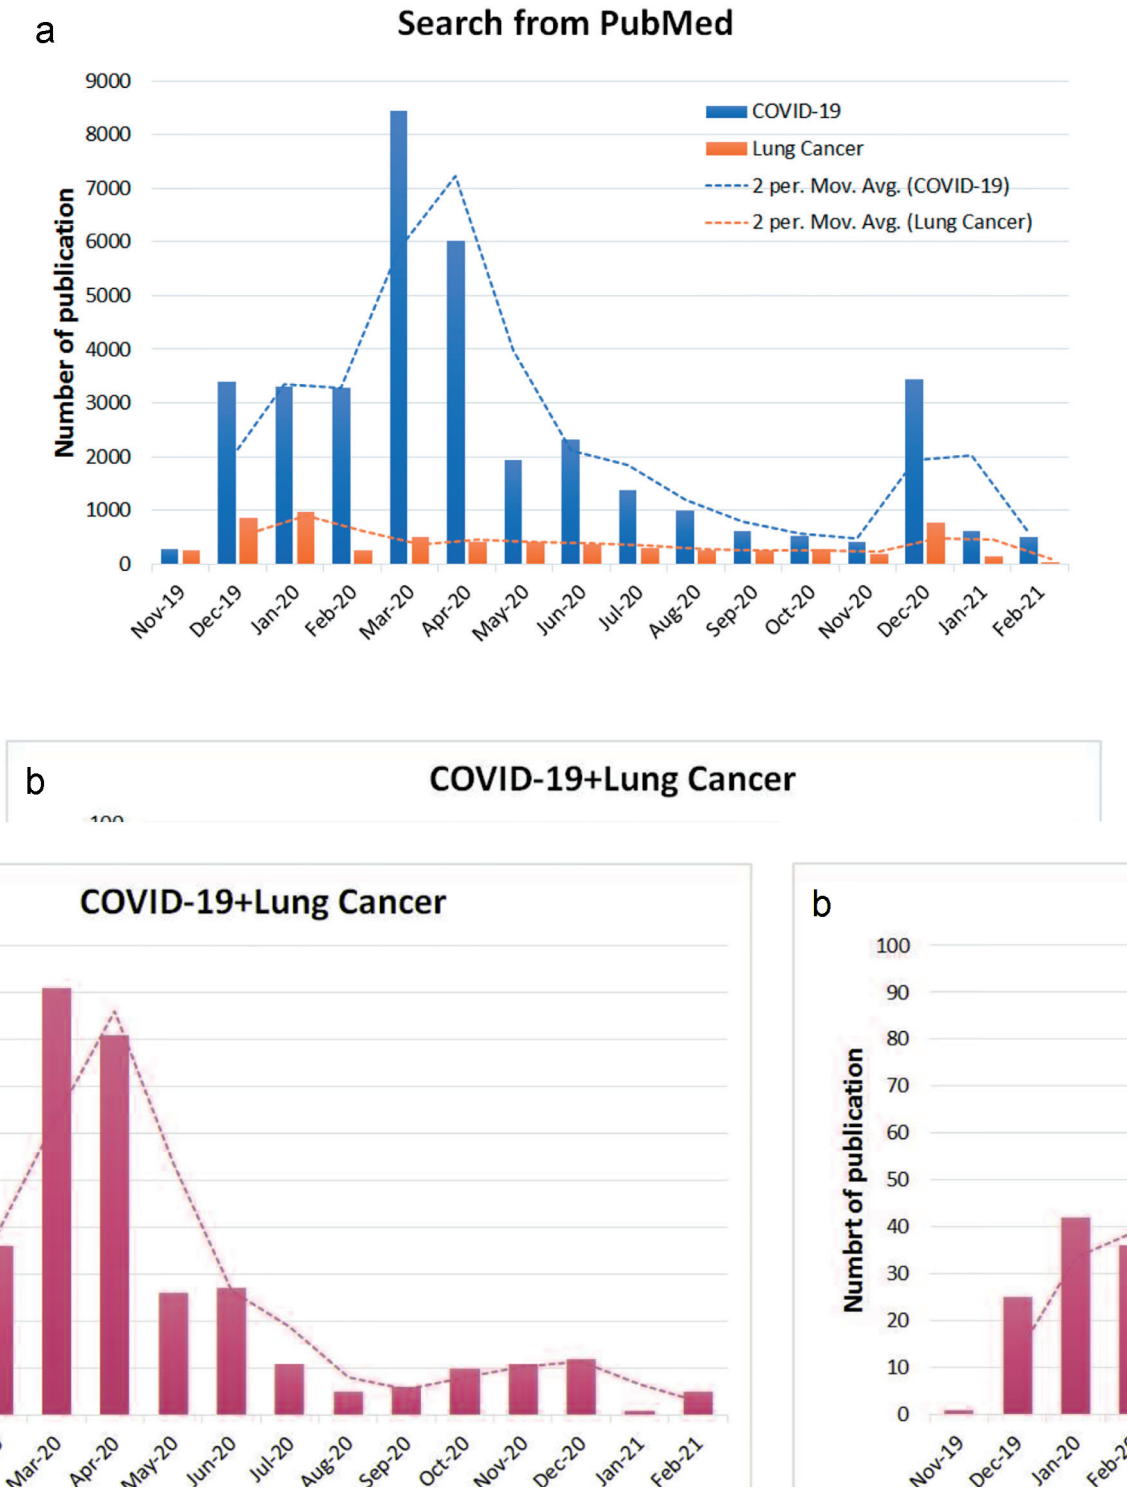 a
Search from PubMed
Number of publication
9000
8000
7000
6000
5000
4000
3000
2000
1000
0
COVID-19
Lung Cancer
2 per. Mov. Avg. (COVID-19)
2 per. Mov. Avg. (Lung Cancer)
Nov-19 Dec-19 Jan-20 Feb-20 Mar-20 Apr-20 May-20 Jun-20 Jul-20 Aug-20 Sep-20 Oct-20 Nov-20 Dec-20 Jan-21 Feb-21
b
COVID-19+Lung Cancer
100
COVID-19+Lung Cancer
Mar-20 Apr-20 May-20 Jun-20 Jul-20 Aug-20 Sep-20 Oct-20 Nov-20 Dec-20 Jan-21 Feb-21
b
Numbrt of publication
100
90
80
70
60
50
40
30
20
10
0
Nov-19 Dec-19 Jan-20